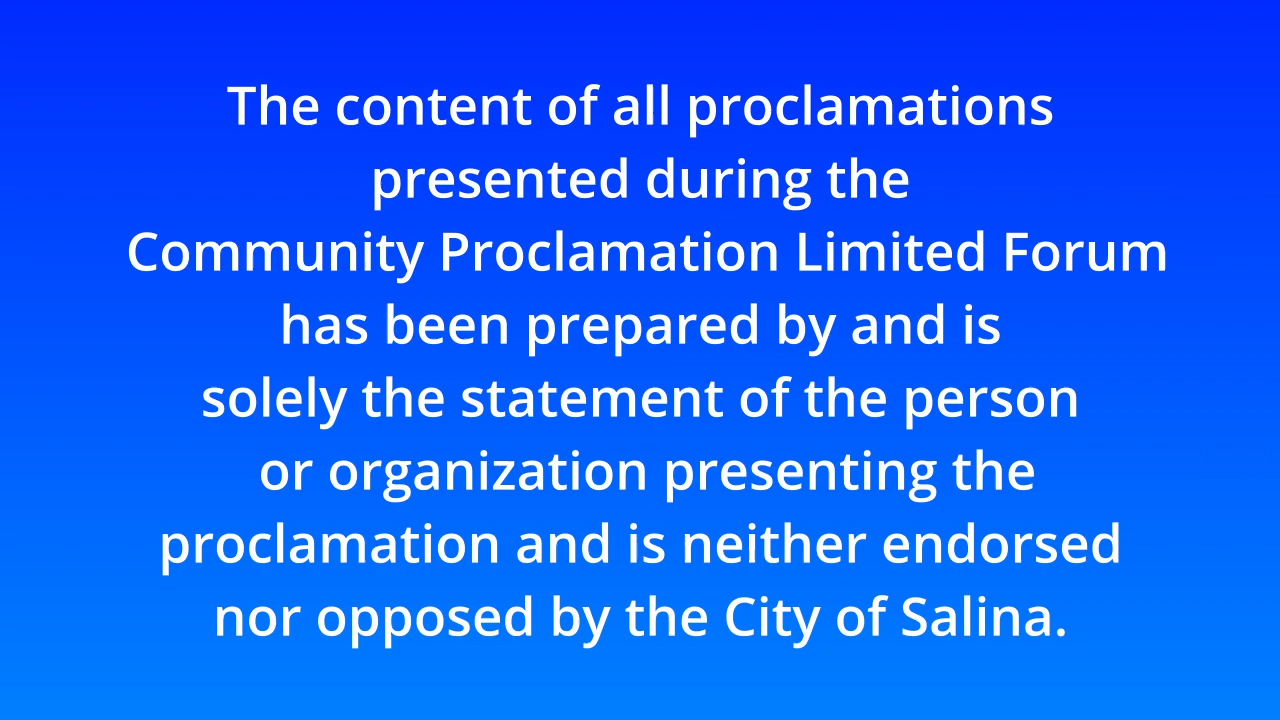 The content of all proclamations
presented during the
Community Proclamation Limited Forum
has been prepared by and is
solely the statement of the person
or organization presenting the
proclamation and is neither endorsed
nor opposed by the City of Salina.